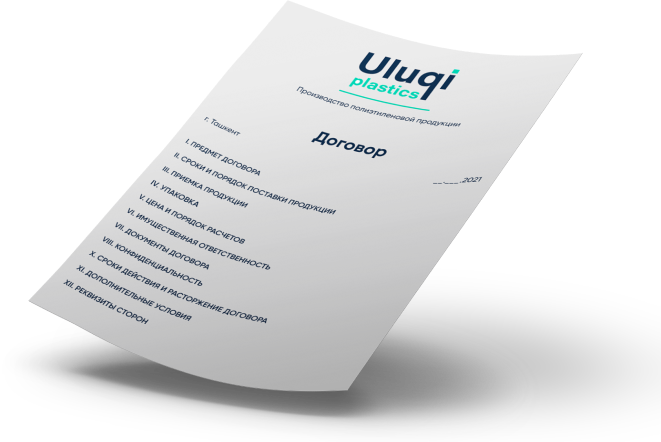 Uluqi
plastics
Производство полиэтиленовой продукции
г. Ташкент
Договор
__.__.2021
I. ПРЕДМЕТ ДОГОВОРА
II. СРОКИ И ПОРЯДОК ПОСТАВКИ ПРОДУКЦИИ
III. ПРИЕМКА ПРОДУКЦИИ
IV. УПАКОВКА
V. ЦЕНА И ПОРЯДОК РАСЧЕТОВ
VI. ИМУЩЕСТВЕННАЯ ОТВЕТСТВЕННОСТЬ
VII. ДОКУМЕНТЫ ДОГОВОРА
VIII. КОНФИДЕНЦИАЛЬНОСТЬ
X. СРОКИ ДЕЙСТВИЯ И РАСТОРЖЕНИЕ ДОГОВОРА
XI. ДОПОЛНИТЕЛЬНЫЕ УСЛОВИЯ
XII. РЕКВИЗИТЫ СТОРОН